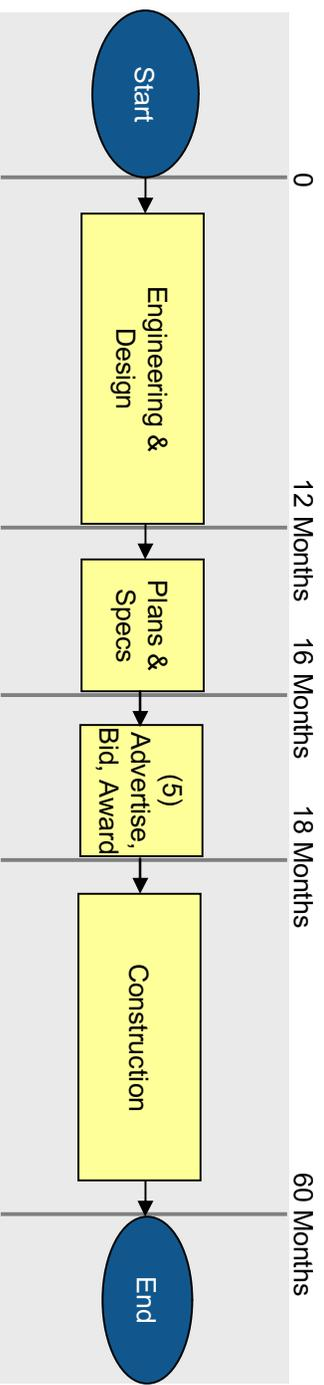 0
12 Months
16 Months
18 Months
60 Months
Start
Engineering &
Design
Plans &
Specs
(5)
Advertise,
Bid, Award
Construction
End